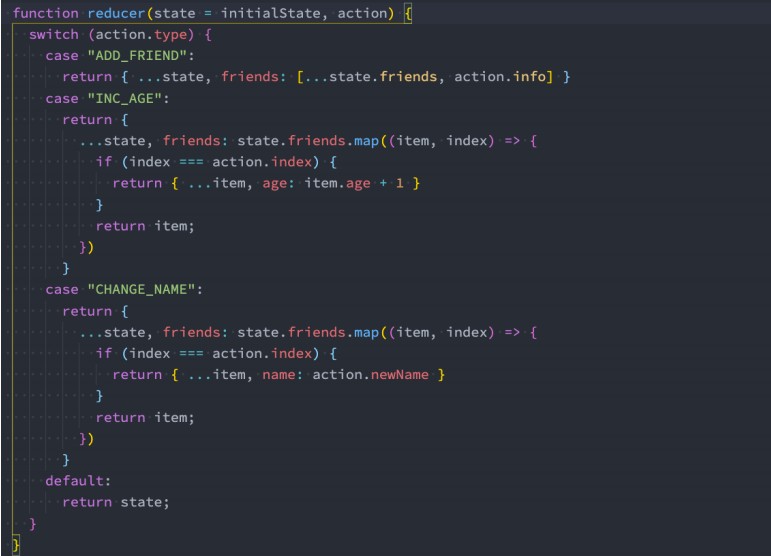 function reducer(state = initialState, action) {
  switch (action.type) {
    case "ADD_FRIEND":
      return { ...state, friends: [...state.friends, action.info] }
    case "INC_AGE":
      return {
        ...state, friends: state.friends.map((item, index) => {
          if (index === action.index) {
            return { ...item, age: item.age + 1 }
          }
          return item;
        })
      }
    case "CHANGE_NAME":
      return {
        ...state, friends: state.friends.map((item, index) => {
          if (index === action.index) {
            return { ...item, name: action.newName }
          }
          return item;
        })
      }
    default:
      return state;
  }
}